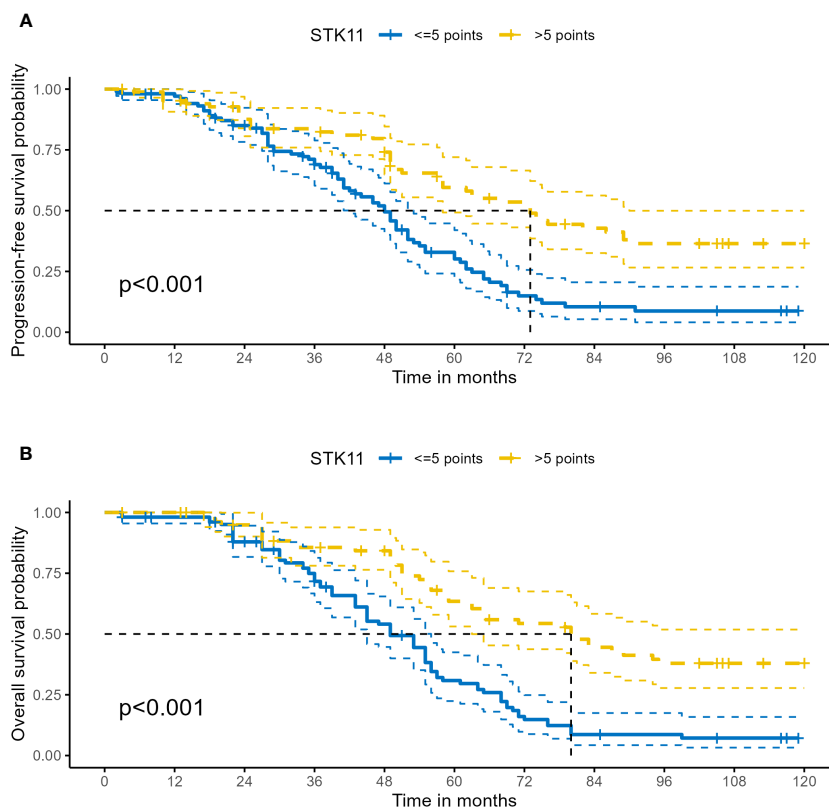 A
STK11 <=5 points >5 points
Progression-free survival probability
1.00
0.75
0.50
0.25
0.00
p<0.001
0 12 24 36 48 60 72 84 96 108 120
Time in months
B
STK11 <=5 points >5 points
Overall survival probability
1.00
0.75
0.50
0.25
0.00
p<0.001
0 12 24 36 48 60 72 84 96 108 120
Time in months